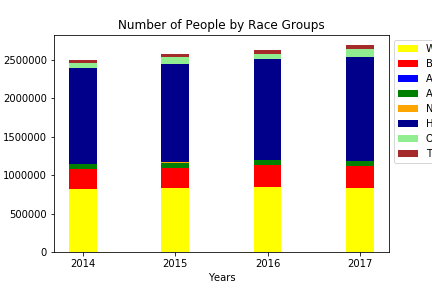 Number of People by Race Groups
2500000
2000000
1500000
1000000
500000
0
2014 2015 2016 2017
Years
W
B
A
A
N
H
O
T